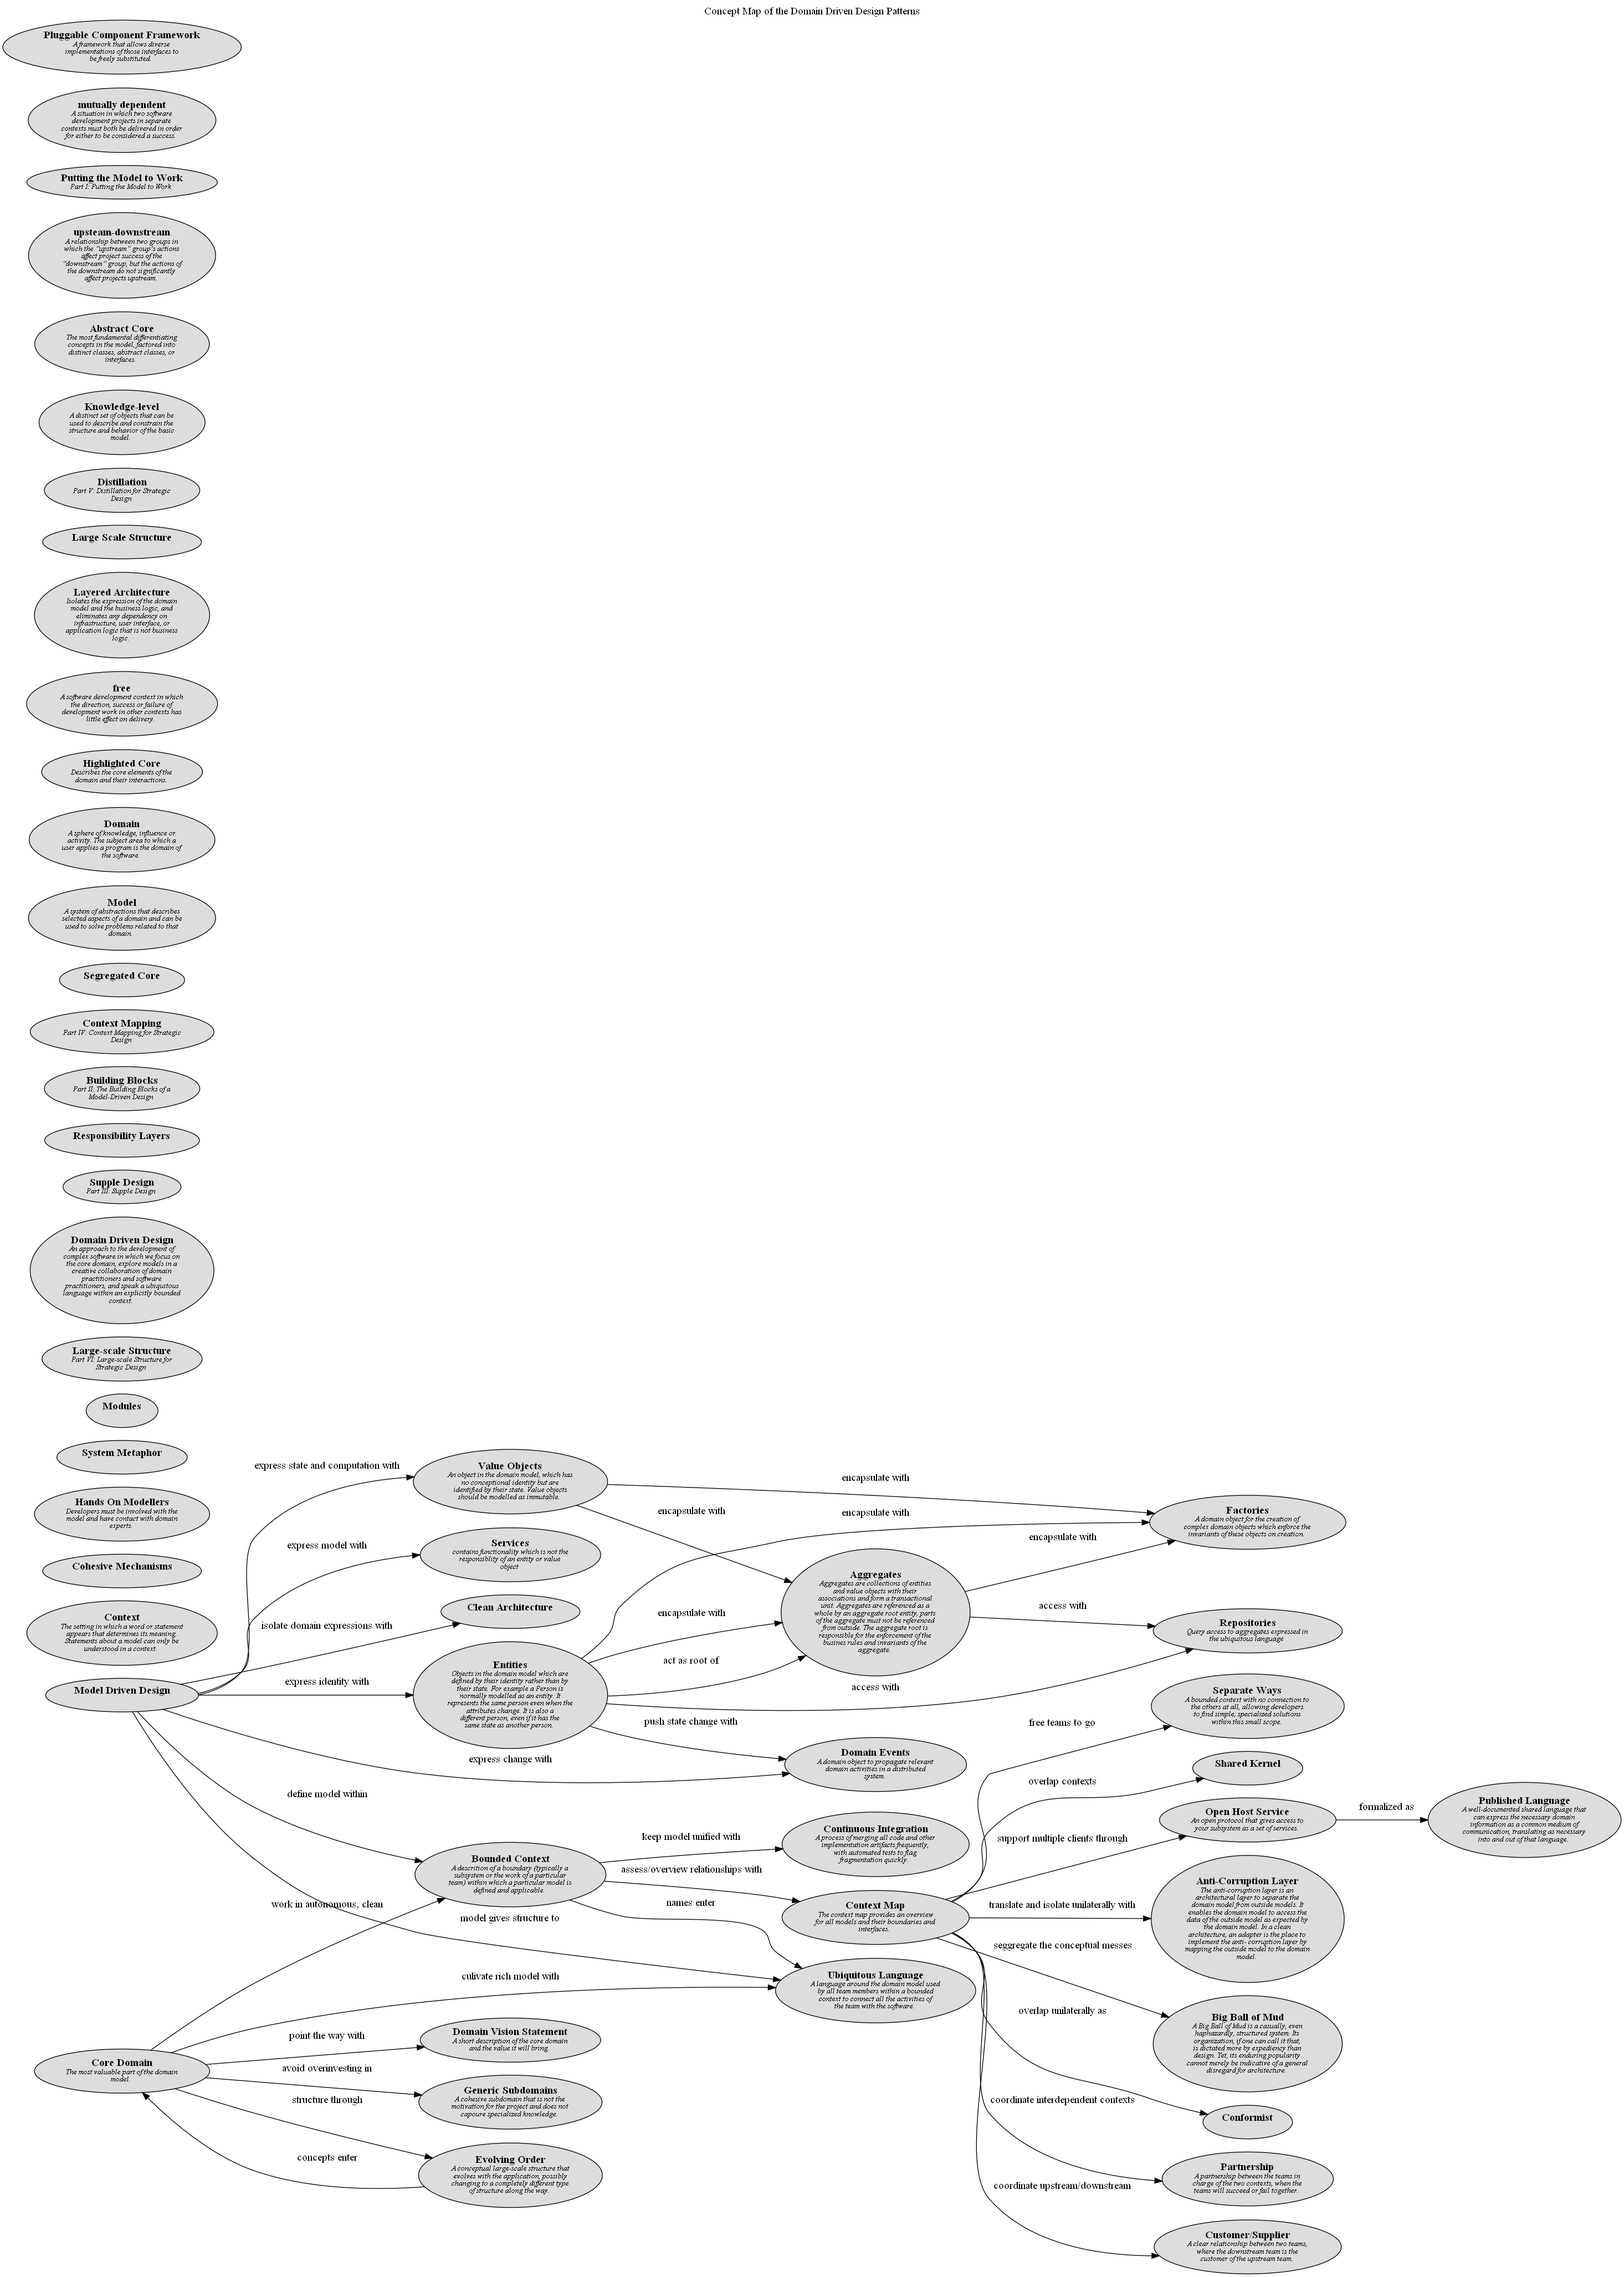 Concept Map of the Domain Driven Design Patterns
Pluggable Component Framework
A framework that allows diverse
implementations of those interfaces to
be freely substituted.
mutually dependent
A situation in which two software
development projects in separate
contexts must both be delivered in order
for either to be considered a success.
Putting the Model to Work
Part I: Putting the Model to Work
upsteam-downstream
A relationship between two groups in
which the "upstream" group's actions
affect project success of the
"downstream" group, but the actions of
the downstream do not significantly
affect projects upstream.
Abstract Core
The most fundamental differentiating
concepts in the model, factored into
distinct classes, abstract classes, or
interfaces.
Knowledge-level
A distinct set of objects that can be
used to describe and constrain the
structure and behavior of the basic
model.
Distillation
Part V: Distillation for Strategic
Design
Large Scale Structure
Layered Architecture
Isolates the expression of the domain
model and the business logic, and
eliminates any dependency on
infrastructure, user interface, or
application logic that is not business
logic.
free
A software development context in which
the direction, success or failure of
development work in other contexts has
little effect on delivery.
Highlighted Core
Describes the core elements of the
domain and their interactions.
Domain
A sphere of knowledge, influence or
activity. The subject area to which a
user applies a program is the domain of
the software.
Model
A system of abstractions that describes
selected aspects of a domain and can be
used to solve problems related to that
domain.
Segregated Core
Context Mapping
Part IV: Context Mapping for Strategic
Design
Building Blocks
Part II: The Building Blocks of a
Model-Driven Design
Responsibility Layers
Supple Design
Part III: Supple Design
Domain Driven Design
An approach to the development of
complex software in which we focus on
the core domain, explore models in a
creative collaboration of domain
practitioners and software
practitioners, and speak a ubiquitous
language within an explicitly bounded
context.
Large-scale Structure
Part VI: Large-scale Structure for
Strategic Design
Modules
System Metaphor
Hands On Modellers
Developers must be involved with the
model and have contact with domain
experts.
Cohesive Mechanisms
Context
The setting in which a word or statement
appears that determines its meaning.
Statements about a model can only be
understood in a context.
Model Driven Design
Core Domain
The most valuable part of the domain
model.
express state and computation with
express model with
isolate domain expressions with
express identity with
express change with
define model within
work in autonomous, clean
model gives structure to
culivate rich model with
point the way with
avoid overinvesting in
structure through
concepts enter
Value Objects
An object in the domain model, which has
no conceptional identity but are
identified by their state. Value objects
should be modelled as immutable.
Services
contains functionality which is not the
responsiblity of an entity or value
object
Clean Architecture
Entities
Objects in the domain model which are
defined by their identity rather than by
their state. For example a Person is
normally modelled as an entity. It
represents the same person even when the
attributes change. It is also a
different person, even if it has the
same state as another person.
Bounded Context
A descrition of a boundary (typically a
subsystem or the work of a particular
team) within which a particular model is
defined and applicable.
Domain Vision Statement
A short description of the core domain
and the value it will bring.
Generic Subdomains
A cohesive subdomain that is not the
motivation for the project and does not
capoure specialized knowledge.
Evolving Order
A conceptual large-scale structure that
evolves with the application, possibly
changing to a completely different type
of structure along the way.
encapsulate with
encapsulate with
encapsulate with
encapsulate with
act as root of
access with
push state change with
keep model unified with
assess/overview relationships with
names enter
Aggregates
Aggregates are collections of entities
and value objects with their
associations and form a transactional
unit. Aggregates are referenced as a
whole by an aggregate root entity, parts
of the aggregate must not be referenced
from outside. The aggregate root is
responsible for the enforcement of the
busines rules and invariants of the
aggregate.
Domain Events
A domain object to propagate relevant
domain activities in a distributed
system.
Continuous Integration
A process of merging all code and other
implementation artifacts frequently,
with automated tests to flag
fragmentation quickly.
Context Map
The context map provides an overview
for all models and their boundaries and
interfaces.
Ubiquitous Language
A language around the domain model used
by all team members within a bounded
context to connect all the activities of
the team with the software.
encapsulate with
access with
free teams to go
overlap contexts
support multiple clients through
translate and isolate unilaterally with
seggregate the conceptual messes
overlap unilaterally as
coordinate interdependent contexts
coordinate upstream/downstream
Factories
A domain object for the creation of
complex domain objects which enforce the
invariants of these objects on creation.
Repositories
Query access to aggregates expressed in
the ubiquitous language
Separate Ways
A bounded context with no connection to
the others at all, allowing developers
to find simple, specialized solutions
within this small scope.
Shared Kernel
Open Host Service
An open protocol that gives access to
your subsystem as a set of services.
formalized as
Published Language
A well-documented shared language that
can express the necessary domain
information as a common medium of
communication, translating as necessary
into and out of that language.
Anti-Corruption Layer
The anti-corruption layer is an
architectural layer to separate the
domain model from outside models. It
enables the domain model to access the
data of the outside model as expected by
the domain model. In a clean
architecture, an adapter is the place to
implement the anti- corruption layer by
mapping the outside model to the domain
model.
Big Ball of Mud
A Big Ball of Mud is a casually, even
haphazardly, structured system. Its
organization, if one can call it that,
is dictated more by expediency than
design. Yet, its enduring popularity
cannot merely be indicative of a general
disregard for architecture.
Conformist
Partnership
A partnership between the teams in
charge of the two contexts, when the
teams will succeed or fail together.
Customer/Supplier
A clear relationship between two teams,
where the downstream team is the
customer of the upstream team.